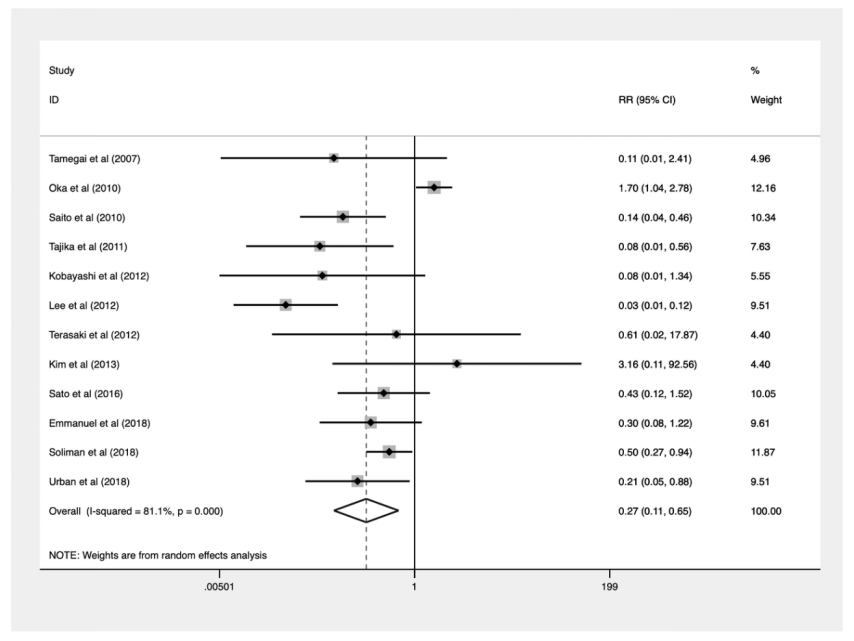 Study %
ID RR (95% CI) Weight
Tamegai et al (2007) 0.11 (0.01, 2.41) 4.96
Oka et al (2010) 1.70 (1.04, 2.78) 12.16
Saito et al (2010) 0.14 (0.04, 0.46) 10.34
Tajika et al (2011) 0.08 (0.01, 0.56) 7.63
Kobayashi et al (2012) 0.08 (0.01, 1.34) 5.55
Lee et al (2012) 0.03 (0.01, 0.12) 9.51
Terasaki et al (2012) 0.61 (0.02, 17.87) 4.40
Kim et al (2013) 3.16 (0.11, 92.56) 4.40
Sato et al (2016) 0.43 (0.12, 1.52) 10.05
Emmanuel et al (2018) 0.30 (0.08, 1.22) 9.61
Soliman et al (2018) 0.50 (0.27, 0.94) 11.87
Urban et al (2018) 0.21 (0.05, 0.88) 9.51
Overall (I-squared = 81.1%, p = 0.000) 0.27 (0.11, 0.65) 100.00
NOTE: Weights are from random effects analysis
.00501 1 199